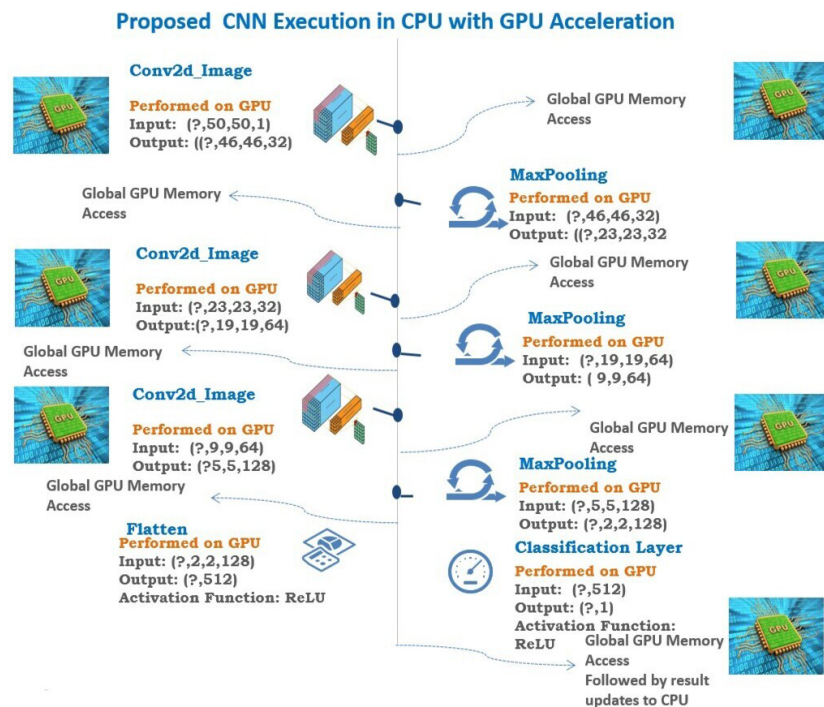 Proposed CNN Execution in CPU with GPU Acceleration
Conv2d_Image
Performed on GPU
Input: (?,50,50,1)
Output: ((?,46,46,32)
GPU
Global GPU Memory
Access
GPU
MaxPooling
Performed on GPU
Input: (?,46,46,32)
Output: ((?,23,23,32
Global GPU Memory
Access
Conv2d_Image
Performed on GPU
Input: (?,23,23,32)
Output:(?,19,19,64)
GPU
Global GPU Memory
Access
GPU
MaxPooling
Performed on GPU
Input: (?,19,19,64)
Output: ( 9,9,64)
Global GPU Memory
Access
Conv2d_Image
Performed on GPU
Input: (?,9,9,64)
Output: (?5,5,128)
GPU
Global GPU Memory
Access
GPU
MaxPooling
Performed on GPU
Input: (?,5,5,128)
Output: (?,2,2,128)
Global GPU Memory
Access
Flatten
Performed on GPU
Input: (?,2,2,128)
Output: (?,512)
Activation Function: ReLU
Classification Layer
Performed on GPU
Input: (?,512)
Output: (?,1)
Activation Function:
ReLU
Global GPU Memory
Access
Followed by result
updates to CPU
GPU